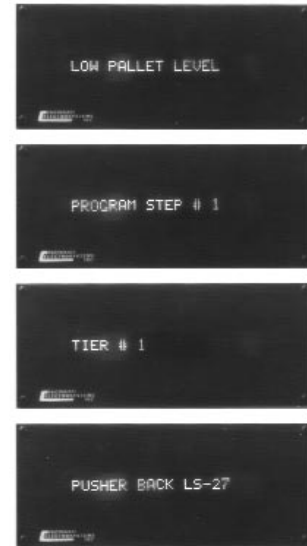 LOW PALLET LEVEL
PROGRAM STEP # 1
TIER # 1
PUSHER BACK LS-27